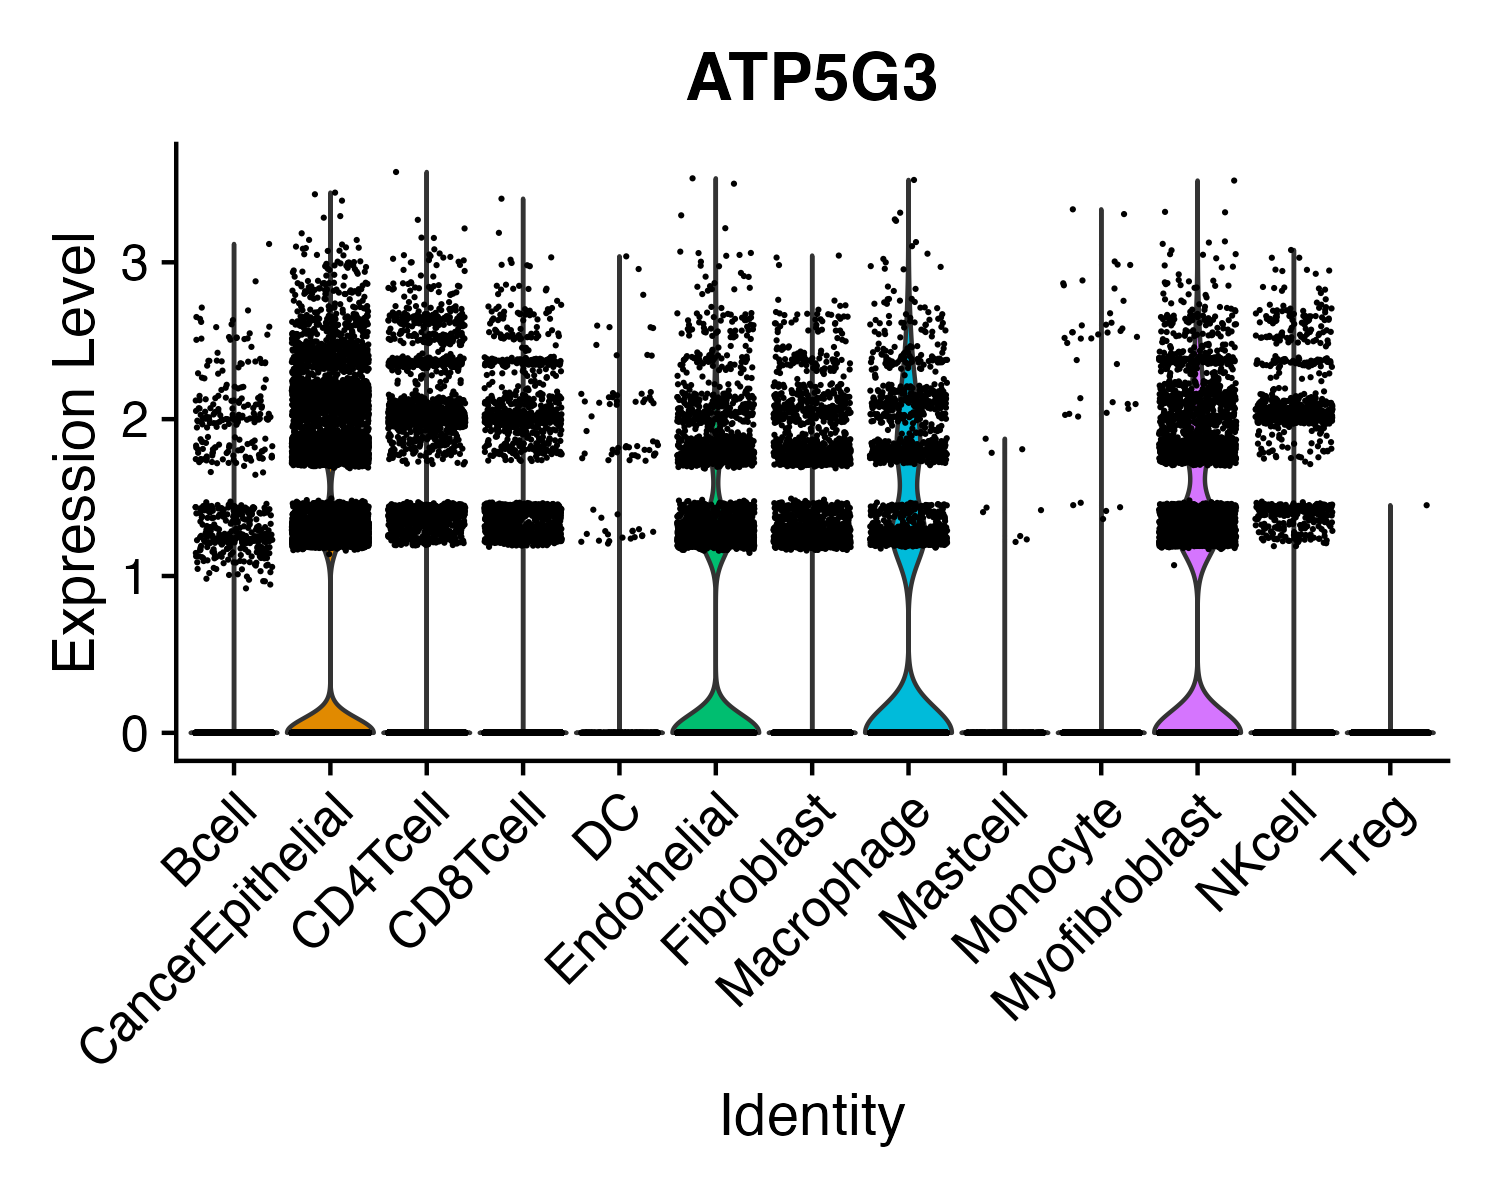 ATP5G3
Expression Level
3
2
1
0
Bcell
CancerEpithelial
CD4Tcell
CD8Tcell
DC
Endothelial
Fibroblast
Macrophage
Mastcell
Monocyte
Myofibroblast
NKcell
Treg
Identity